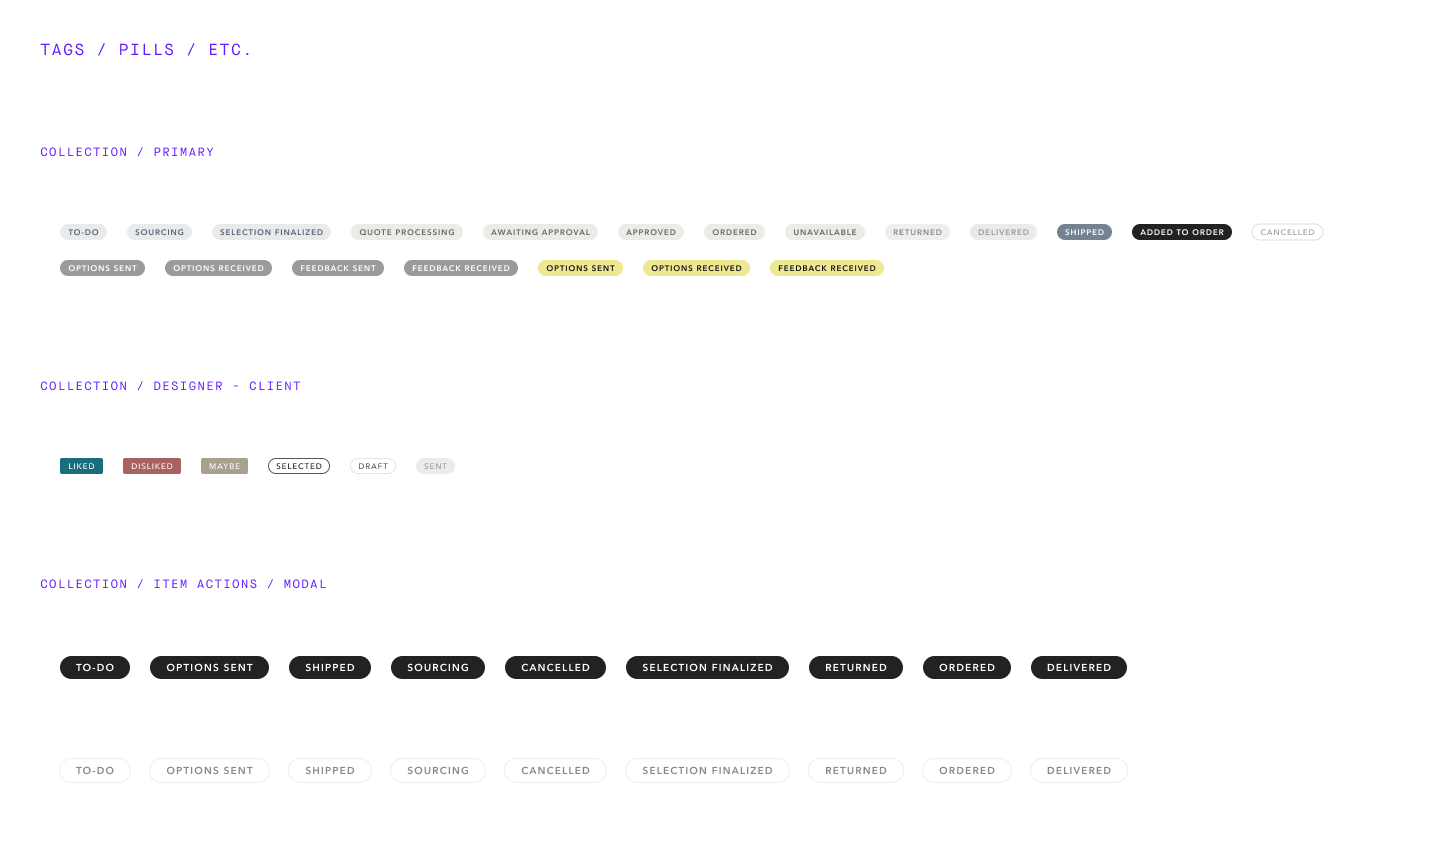 TAGS / PILLS / ETC.
COLLECTION / PRIMARY
TO-DO SOURCING SELECTION FINALIZED QUOTE PROCESSING AWAITING APPROVAL APPROVED ORDERED UNAVAILABLE RETURNED DELIVERED SHIPPED ADDED TO ORDER CANCELLED
OPTIONS SENT OPTIONS RECEIVED FEEDBACK SENT FEEDBACK RECEIVED OPTIONS SENT OPTIONS RECEIVED FEEDBACK RECEIVED
COLLECTION / DESIGNER - CLIENT
LIKED DISLIKED MAYBE SELECTED DRAFT SENT
COLLECTION / ITEM ACTIONS / MODAL
TO-DO OPTIONS SENT SHIPPED SOURCING CANCELLED SELECTION FINALIZED RETURNED ORDERED DELIVERED
TO-DO OPTIONS SENT SHIPPED SOURCING CANCELLED SELECTION FINALIZED RETURNED ORDERED DELIVERED